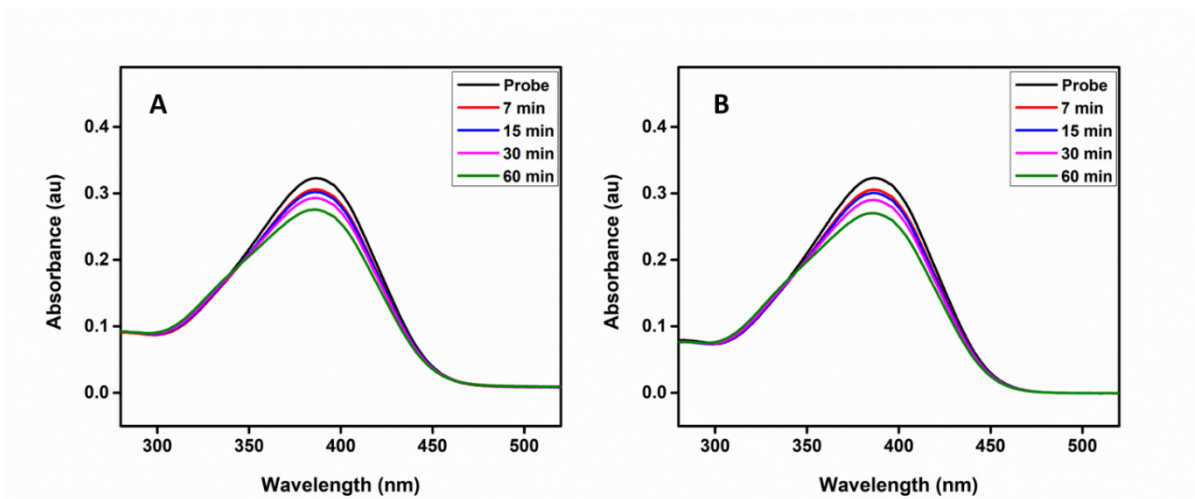 A
Probe
7 min
15 min
30 min
60 min
0.4
0.3
0.2
0.1
0.0
Absorbance (au)
300
350
400
450
500
Wavelength (nm)
B
Probe
7 min
15 min
30 min
60 min
0.4
0.3
0.2
0.1
0.0
Absorbance (au)
300
350
400
450
500
Wavelength (nm)